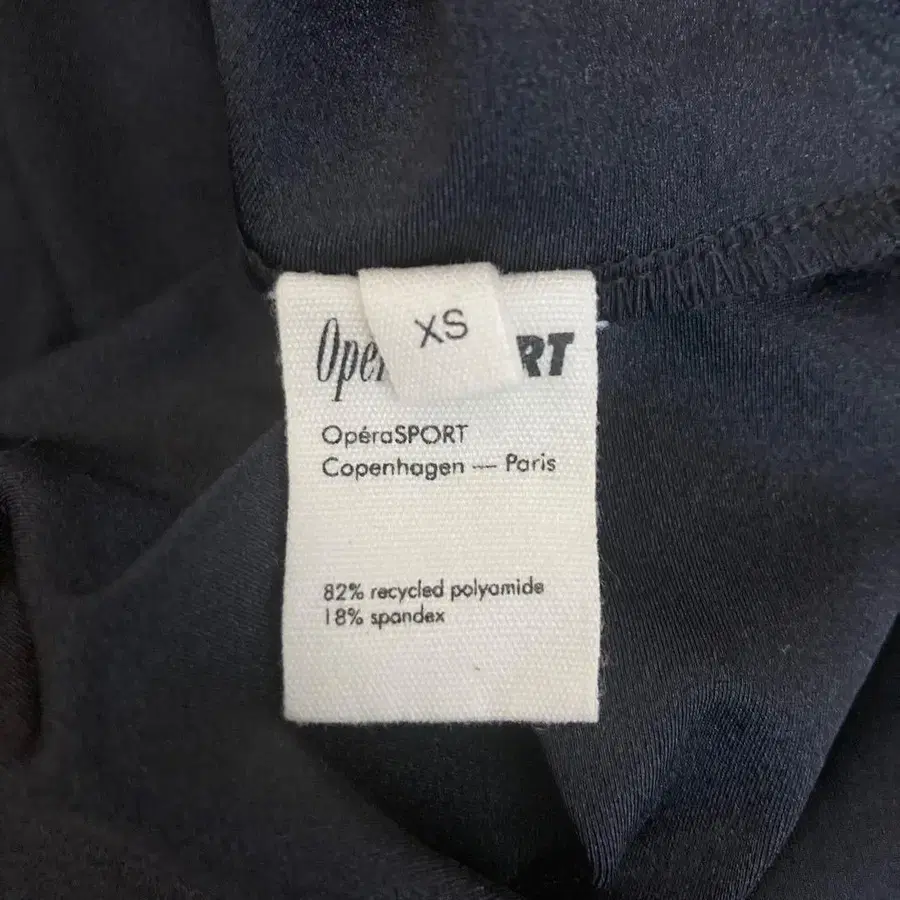 XS
OpéraSPORT
Copenhagen — Paris
82% recycled polyamide
18% spandex